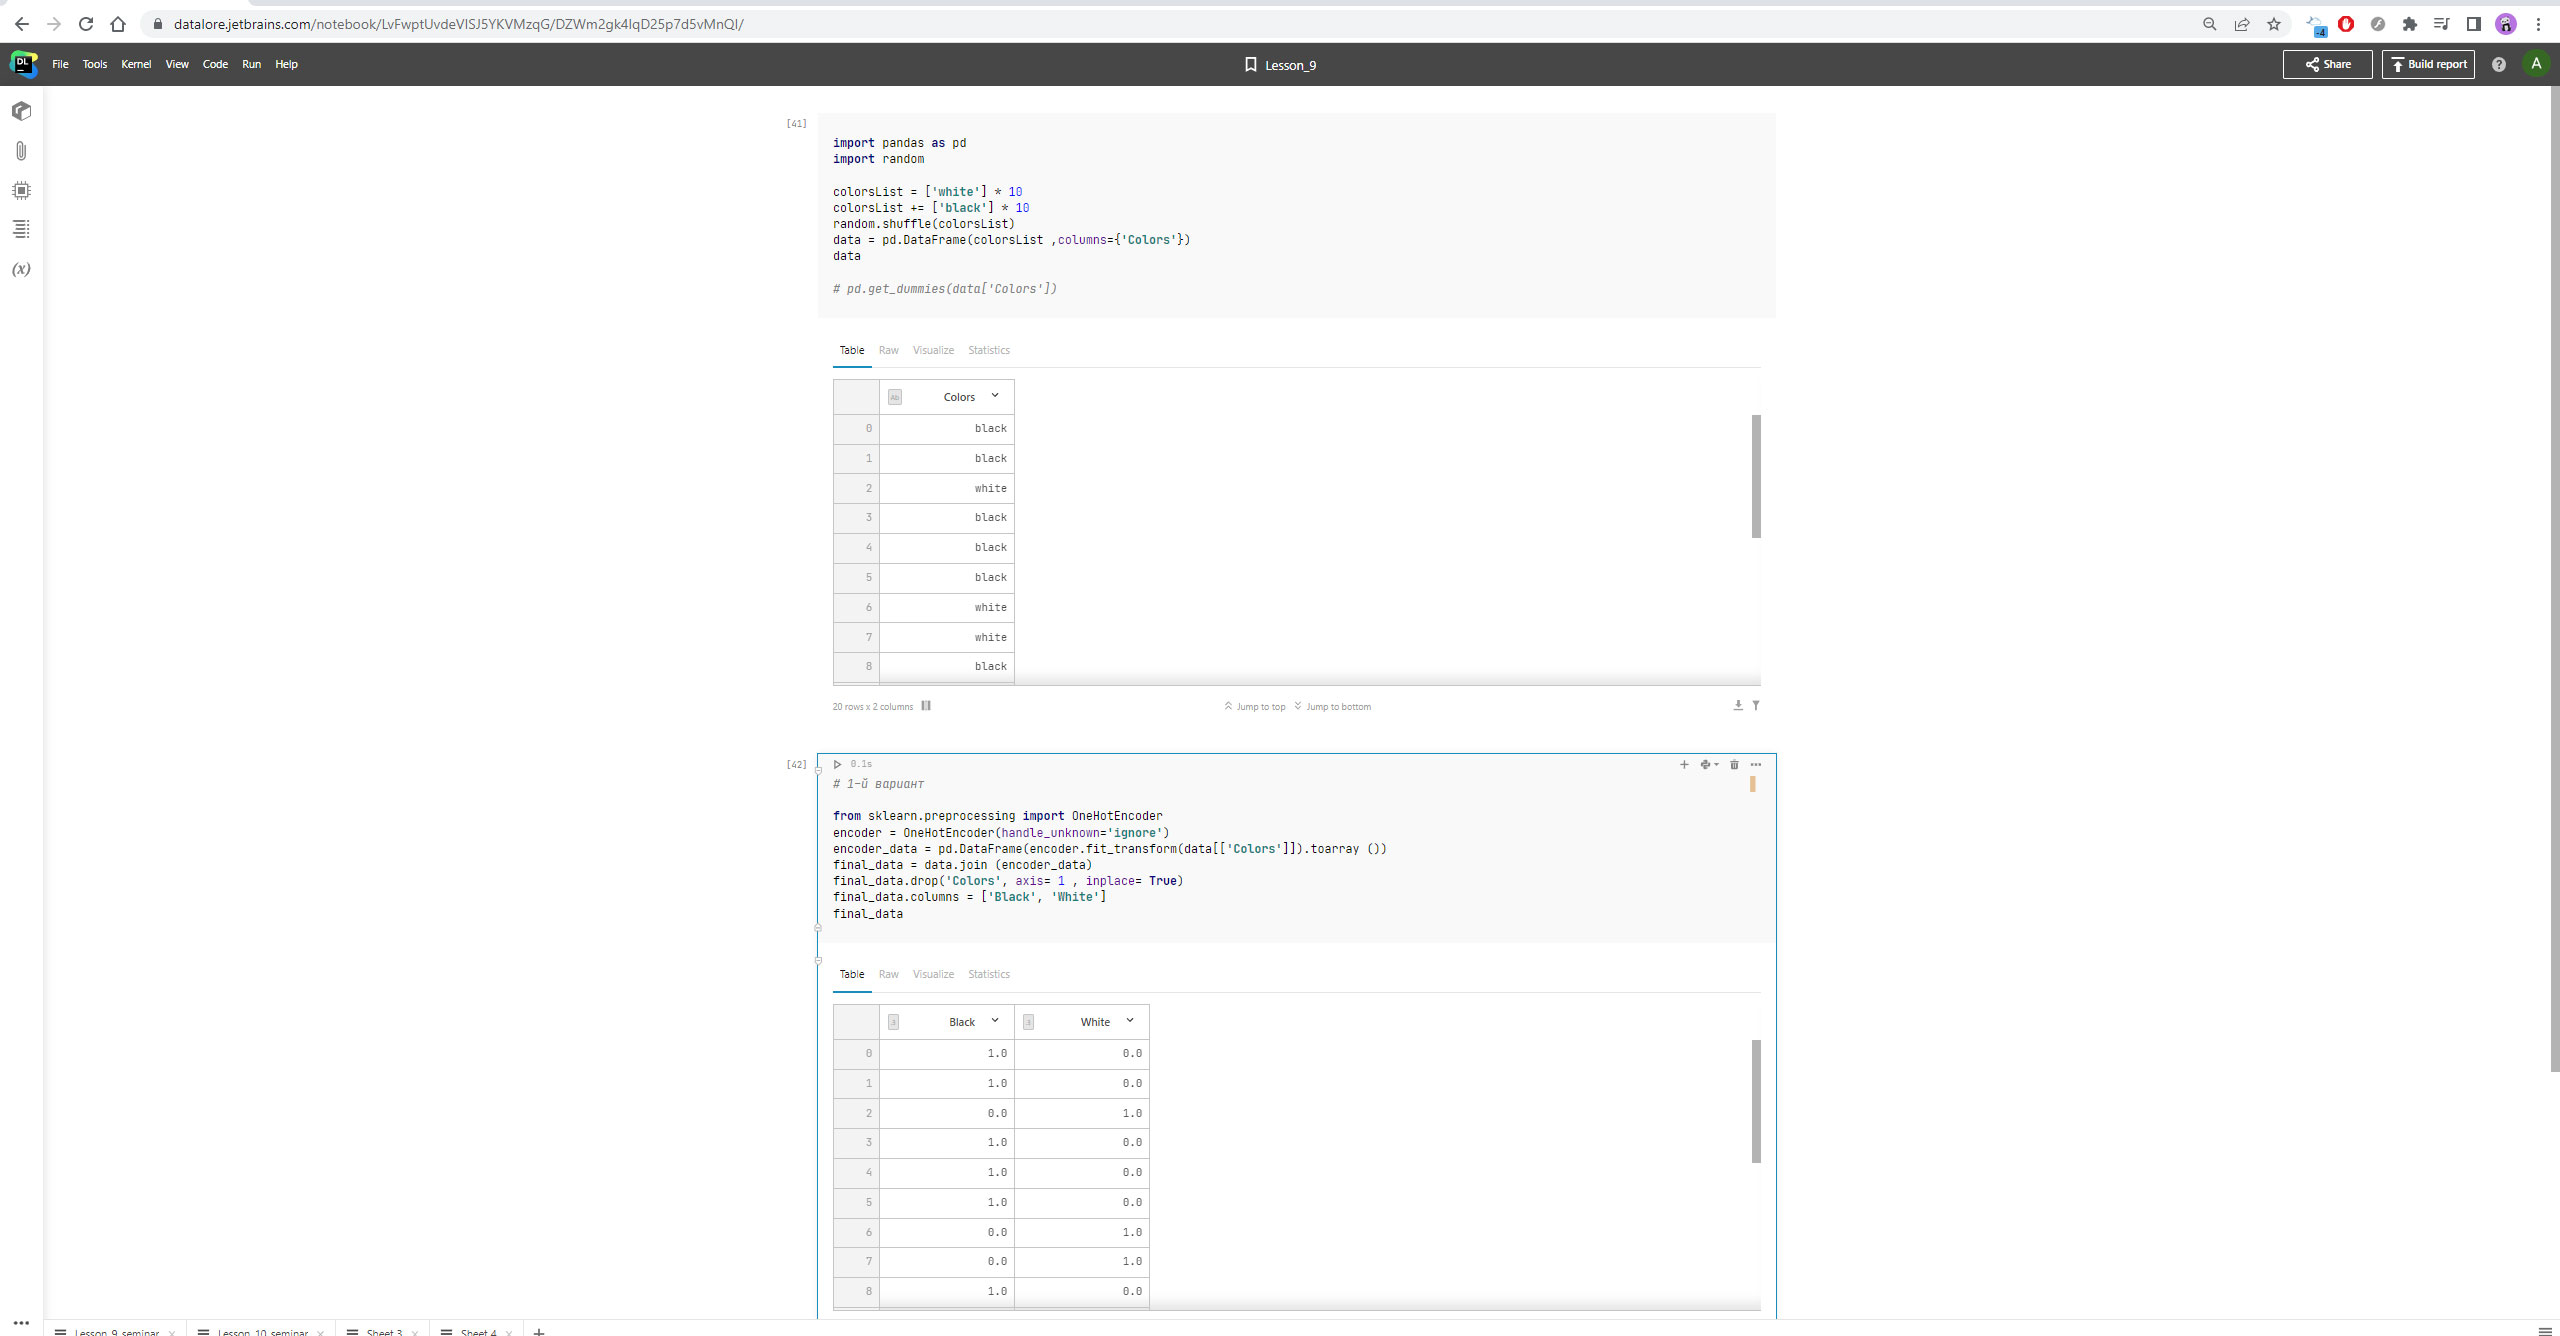 datalore.jetbrains.com/notebook/LvFwptUvdeVISJ5YKVMzqG/DZWm2gk4lqD25p7d5vMnQI/
-4
DL File Tools Kernel View Code Run Help
Lesson_9
Share Build report ? A
(x)
[41]
import pandas as pd
import random
colorsList = ['white'] * 10
colorsList += ['black'] * 10
random.shuffle(colorsList)
data = pd.DataFrame(colorsList ,columns={'Colors'})
data
# pd.get_dummies(data['Colors'])
Table Raw Visualize Statistics
Ab Colors
0 black
1 black
2 white
3 black
4 black
5 black
6 white
7 white
8 black
20 rows x 2 columns Jump to top Jump to bottom
[42] 0.1s
# 1-й вариант
from sklearn.preprocessing import OneHotEncoder
encoder = OneHotEncoder(handle_unknown='ignore')
encoder_data = pd.DataFrame(encoder.fit_transform(data[['Colors']]).toarray ())
final_data = data.join (encoder_data)
final_data.drop('Colors', axis= 1 , inplace= True)
final_data.columns = ['Black', 'White']
final_data
Table Raw Visualize Statistics
Black White
0 1.0 0.0
1 1.0 0.0
2 0.0 1.0
3 1.0 0.0
4 1.0 0.0
5 1.0 0.0
6 0.0 1.0
7 0.0 1.0
8 1.0 0.0
Lesson_9_seminar Lesson_10_seminar Sheet 3 Sheet 4